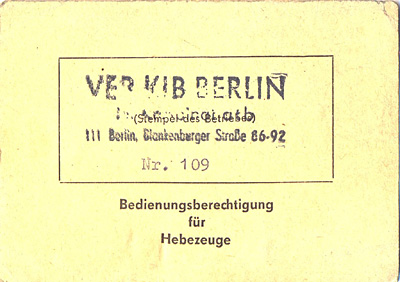 VEB KIB BERLIN
(Stempel des Betriebes)
111 Berlin, Blankenburger Straße 86-92
Nr. 109
Bedienungsberechtigung
für
Hebezeuge